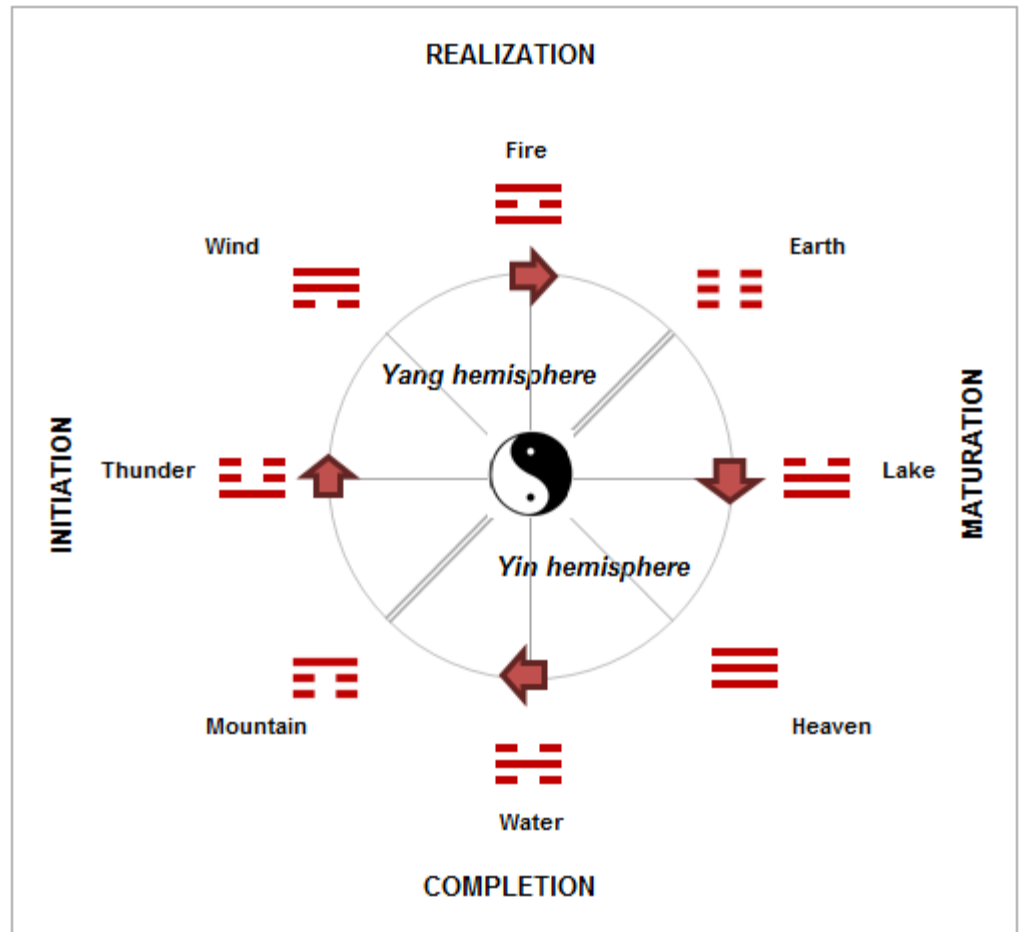 REALIZATION
Fire
Wind
Earth
Yang hemisphere
INITIATION
Thunder
Lake
MATURATION
Yin hemisphere
Mountain
Heaven
Water
COMPLETION